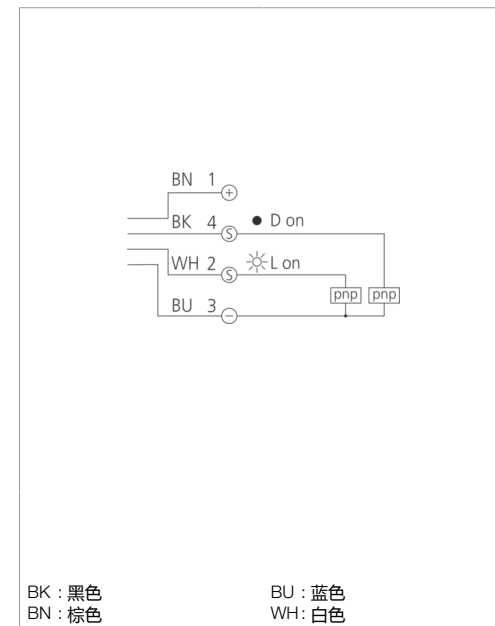 BN 1 +
BK 4 S ● D on
WH 2 S L on
pnp pnp
BU 3 −
BK：黑色 BU：蓝色
BN：棕色 WH：白色